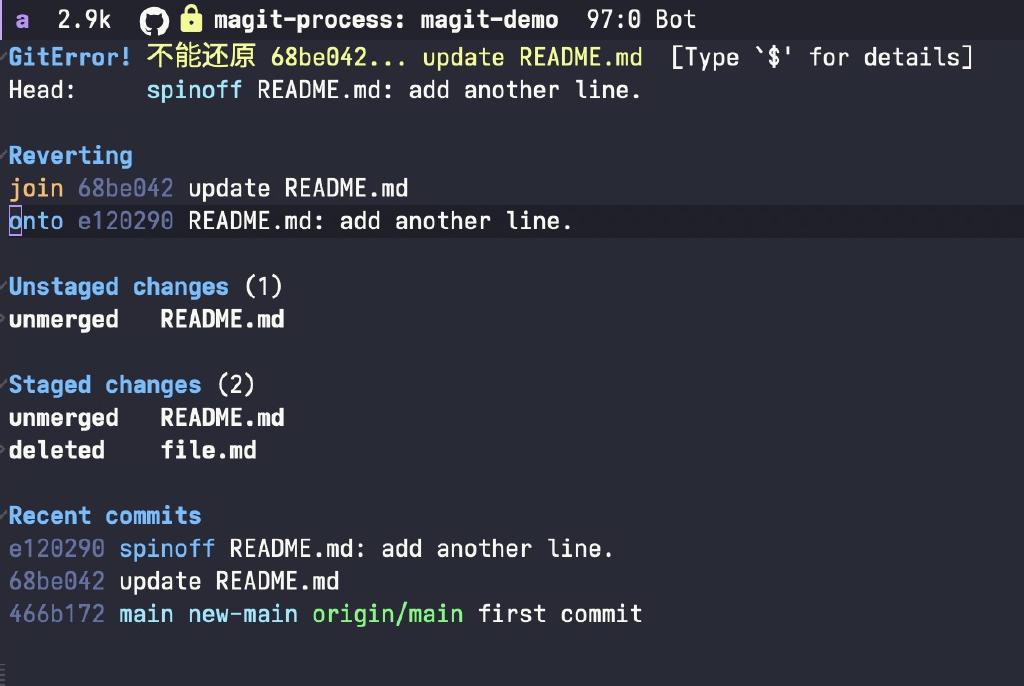 a 2.9k magit-process: magit-demo 97:0 Bot
GitError! 不能还原 68be042... update README.md [Type `$' for details]
Head: spinoff README.md: add another line.
Reverting
join 68be042 update README.md
onto e120290 README.md: add another line.
Unstaged changes (1)
unmerged README.md
Staged changes (2)
unmerged README.md
deleted file.md
Recent commits
e120290 spinoff README.md: add another line.
68be042 update README.md
466b172 main new-main origin/main first commit